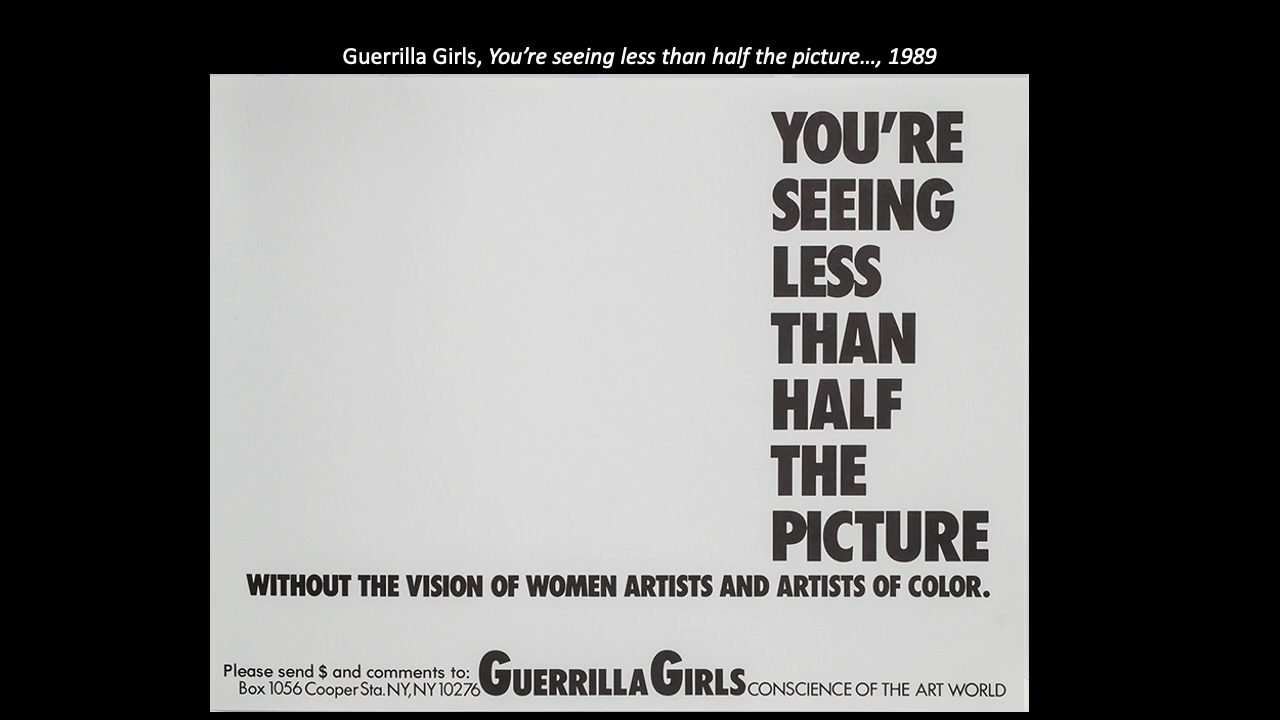 Guerrilla Girls, You’re seeing less than half the picture…, 1989
YOU’RE
SEEING
LESS
THAN
HALF
THE
PICTURE
WITHOUT THE VISION OF WOMEN ARTISTS AND ARTISTS OF COLOR.
Please send $ and comments to:
Box 1056 Cooper Sta. NY, NY 10276 GUERRILLA GIRLS CONSCIENCE OF THE ART WORLD